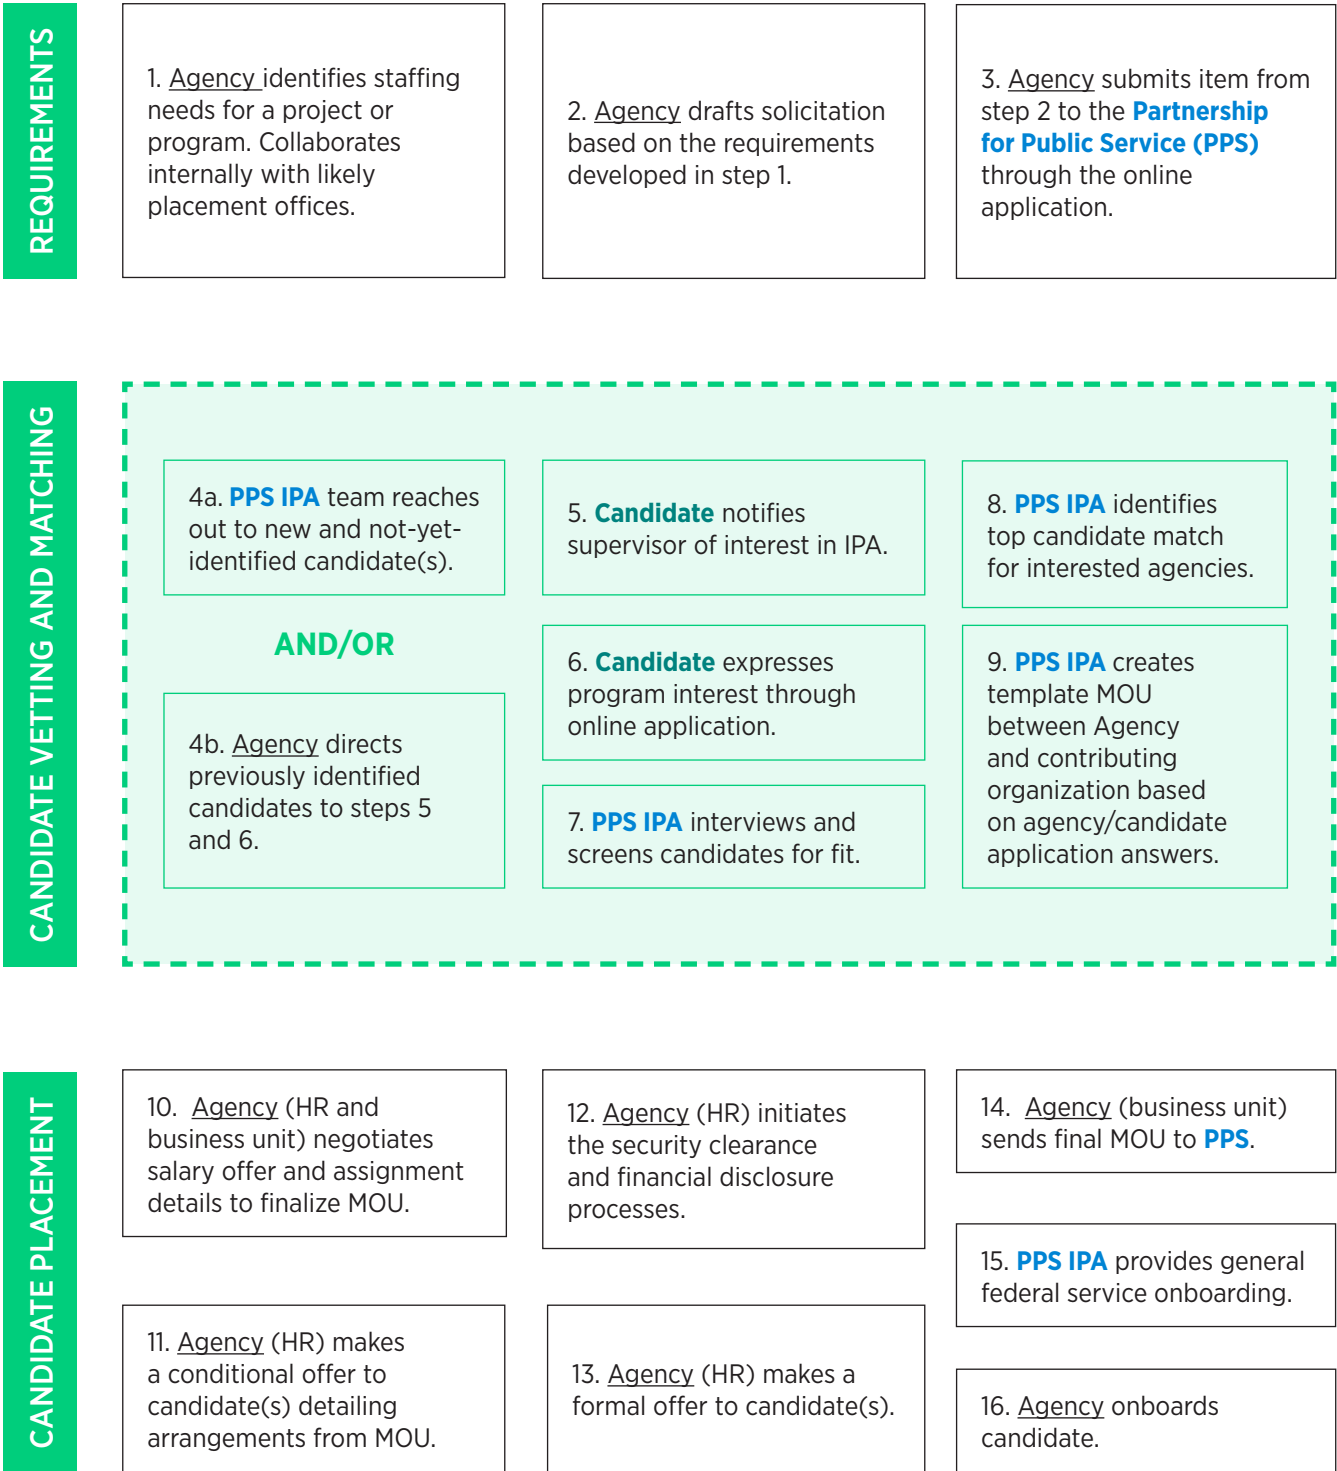 REQUIREMENTS
1. Agency identifies staffing
needs for a project or
program. Collaborates
internally with likely
placement offices.
2. Agency drafts solicitation
based on the requirements
developed in step 1.
3. Agency submits item from
step 2 to the Partnership
for Public Service (PPS)
through the online
application.
CANDIDATE VETTING AND MATCHING
4a. PPS IPA team reaches
out to new and not-yet-
identified candidate(s).
AND/OR
4b. Agency directs
previously identified
candidates to steps 5
and 6.
5. Candidate notifies
supervisor of interest in IPA.
6. Candidate expresses
program interest through
online application.
7. PPS IPA interviews and
screens candidates for fit.
8. PPS IPA identifies
top candidate match
for interested agencies.
9. PPS IPA creates
template MOU
between Agency
and contributing
organization based
on agency/candidate
application answers.
CANDIDATE PLACEMENT
10. Agency (HR and
business unit) negotiates
salary offer and assignment
details to finalize MOU.
11. Agency (HR) makes
a conditional offer to
candidate(s) detailing
arrangements from MOU.
12. Agency (HR) initiates
the security clearance
and financial disclosure
processes.
13. Agency (HR) makes a
formal offer to candidate(s).
14. Agency (business unit)
sends final MOU to PPS.
15. PPS IPA provides general
federal service onboarding.
16. Agency onboards
candidate.